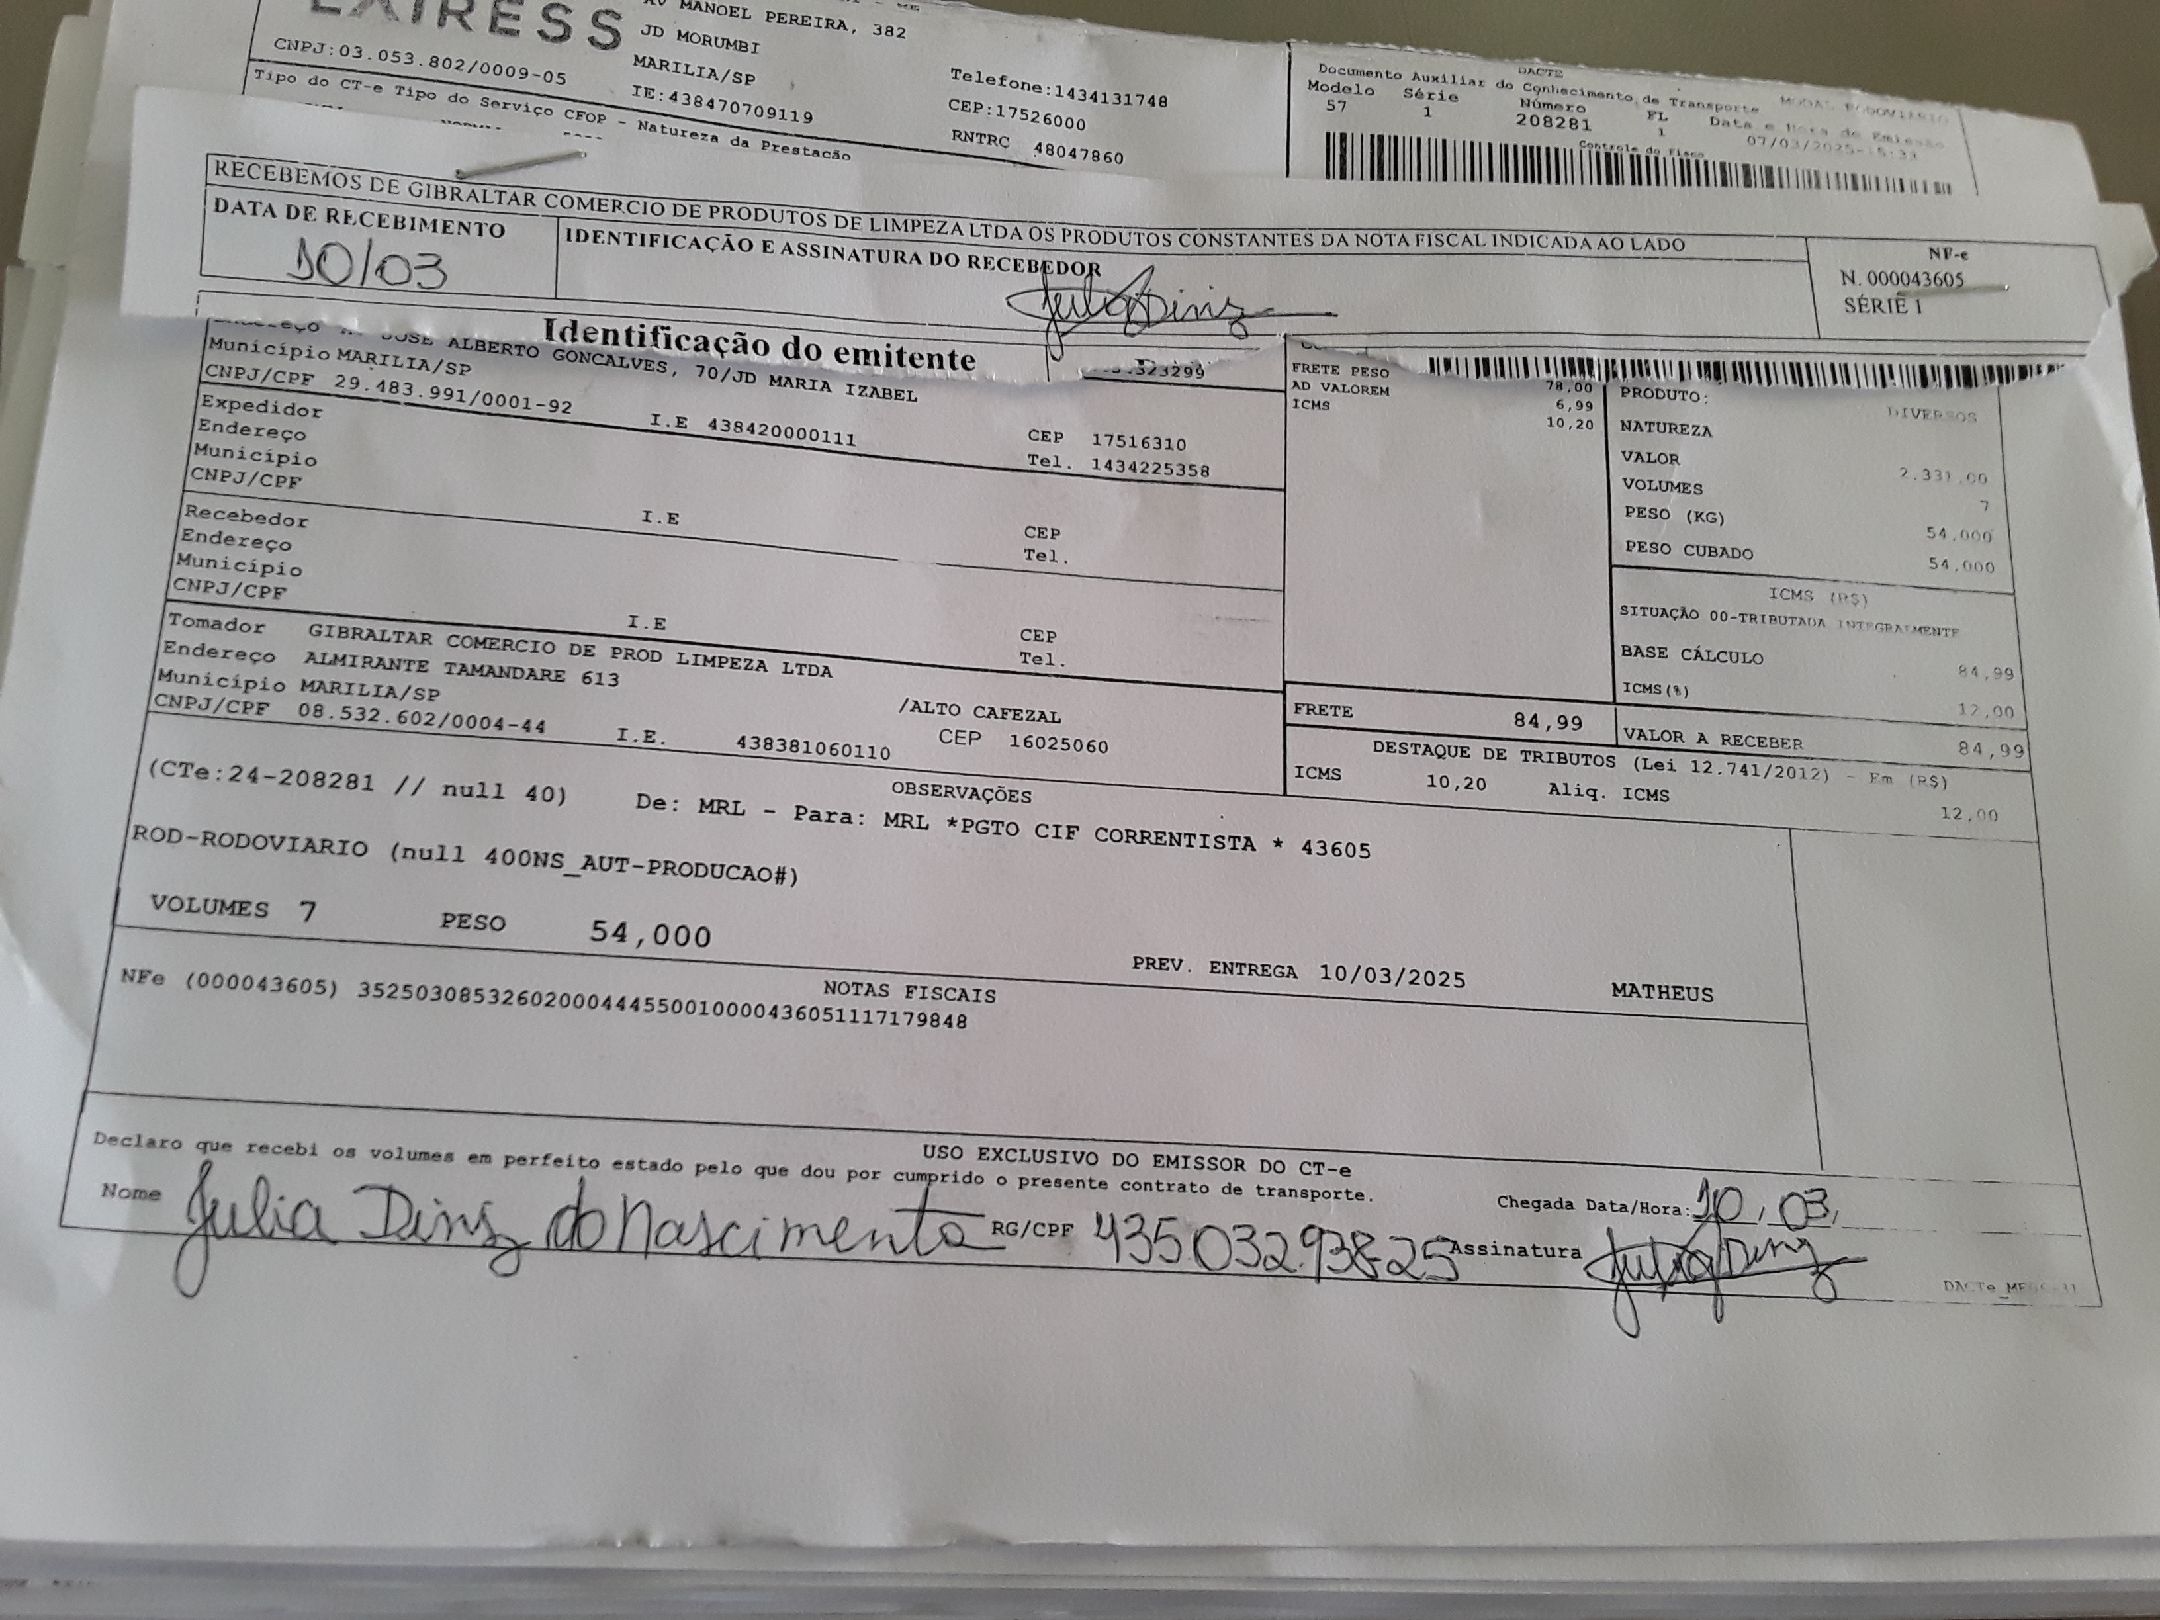 EXPRESS
AV MANOEL PEREIRA, 382
JD MORUMBI
CNPJ:03.053.802/0009-05
MARILIA/SP
Telefone:1434131748
IE:438470709119
CEP:17526000
RNTRC 48047860
Tipo do CT-e Tipo do Serviço CFOP - Natureza da Prestação
DACTE
Documento Auxiliar do Conhecimento de Transporte
MODAL RODOVIÁRIO
Modelo Série Número FL Data e Hora de Emissão
57 1 208281 1 07/03/2025
Controle do Fisco
RECEBEMOS DE GIBRALTAR COMERCIO DE PRODUTOS DE LIMPEZA LTDA OS PRODUTOS CONSTANTES DA NOTA FISCAL INDICADA AO LADO
DATA DE RECEBIMENTO
10/03
IDENTIFICAÇÃO E ASSINATURA DO RECEBEDOR
Julia Diniz
NF-e
N. 000043605
SÉRIE 1
Identificação do emitente
Endereço JOSE ALBERTO GONCALVES, 70/JD MARIA IZABEL
Município MARILIA/SP
CNPJ/CPF 29.483.991/0001-92 I.E 438420000111
CEP 17516310
Tel. 1434225358
Expedidor
Endereço
Município
CNPJ/CPF I.E
CEP
Tel.
Recebedor
Endereço
Município
CNPJ/CPF I.E
CEP
Tel.
Tomador GIBRALTAR COMERCIO DE PROD LIMPEZA LTDA
Endereço ALMIRANTE TAMANDARE 613 /ALTO CAFEZAL
Município MARILIA/SP CEP 16025060
CNPJ/CPF 08.532.602/0004-44 I.E. 438381060110
FRETE PESO 78,00
AD VALOREM 6,99
ICMS 10,20
PRODUTO: DIVERSOS
NATUREZA
VALOR 2.331,00
VOLUMES 7
PESO (KG) 54,000
PESO CUBADO 54,000
ICMS (R$)
SITUAÇÃO 00-TRIBUTADA INTEGRALMENTE
BASE CÁLCULO 84,99
ICMS(%) 12,00
FRETE 84,99
VALOR A RECEBER 84,99
DESTAQUE DE TRIBUTOS (Lei 12.741/2012) - Em (R$)
ICMS 10,20 Aliq. ICMS 12,00
OBSERVAÇÕES
(CTe:24-208281 // null 40) De: MRL - Para: MRL *PGTO CIF CORRENTISTA * 43605
ROD-RODOVIARIO (null 400NS_AUT-PRODUCAO#)
VOLUMES 7 PESO 54,000
PREV. ENTREGA 10/03/2025 MATHEUS
NOTAS FISCAIS
NFe (000043605) 35250308532602000444550010000436051117179848
USO EXCLUSIVO DO EMISSOR DO CT-e
Declaro que recebi os volumes em perfeito estado pelo que dou por cumprido o presente contrato de transporte.
Chegada Data/Hora: 10, 03,
Nome Julia Diniz do Nascimento RG/CPF 43503293825 Assinatura Julia Diniz